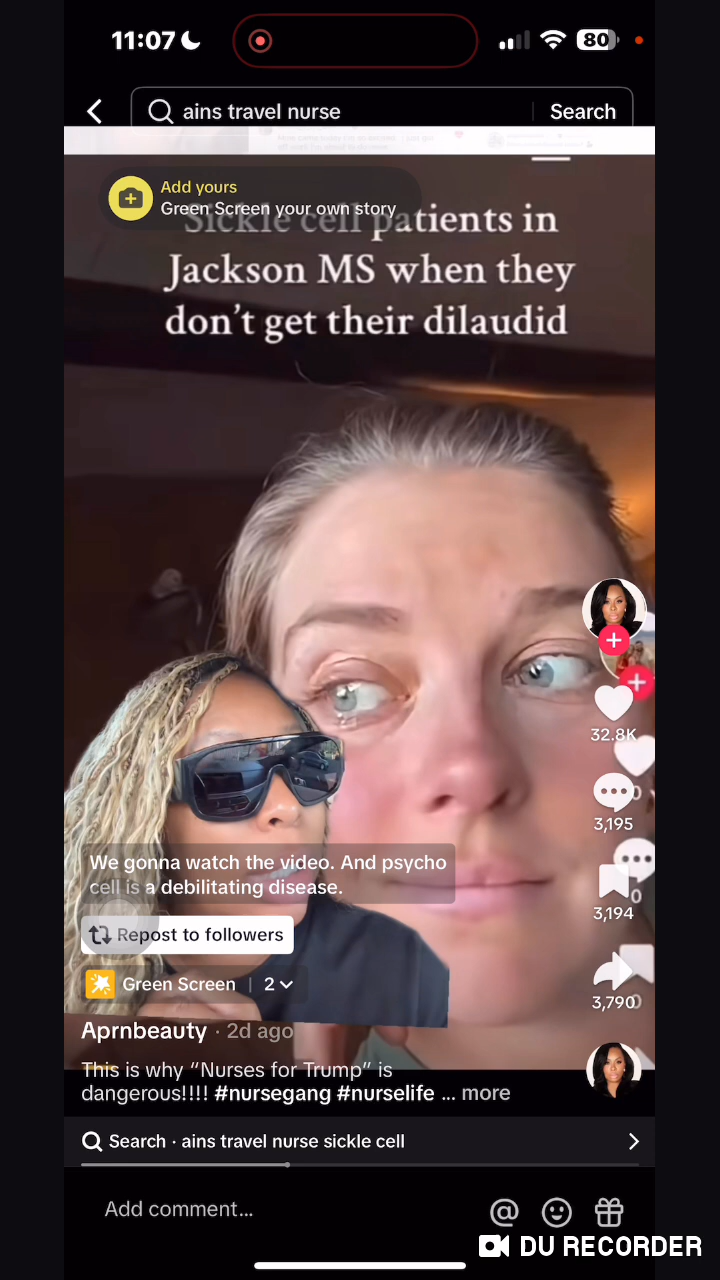 11:07
80
ains travel nurse
Search
Add yours
Green Screen your own story
Sickle cell patients in
Jackson MS when they
don't get their dilaudid
32.8K
We gonna watch the video. And psycho
cell is a debilitating disease.
3,195
0
3,194
Repost to followers
Green Screen | 2
3,790
Aprnbeauty · 2d ago
This is why “Nurses for Trump” is
dangerous!!!! #nursegang #nurselife ... more
Search · ains travel nurse sickle cell
Add comment...
DU RECORDER